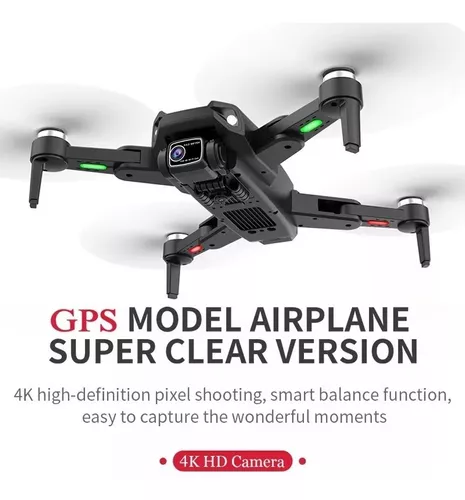 GPS MODEL AIRPLANE
SUPER CLEAR VERSION
4K high-definition pixel shooting, smart balance function,
easy to capture the wonderful moments
• 4K HD Camera •